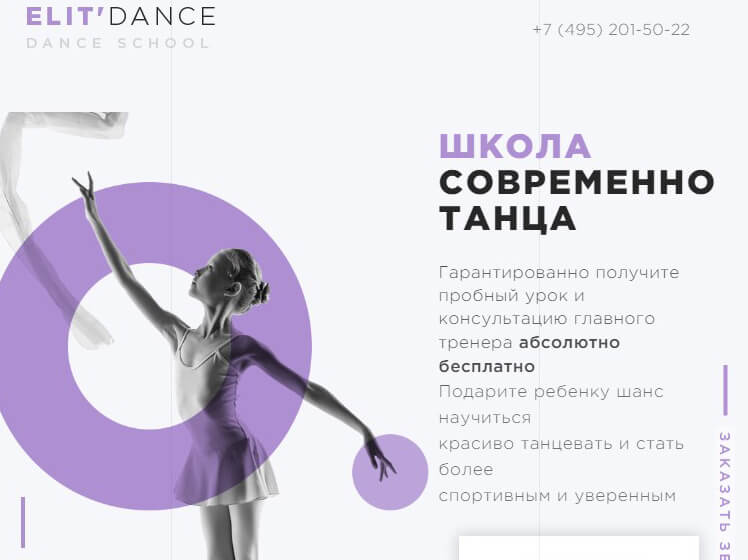 ELIT'DANCE
DANCE SCHOOL
+7 (495) 201-50-22
ШКОЛА
СОВРЕМЕННО
ТАНЦА
Гарантированно получите
пробный урок и
консультацию главного
тренера абсолютно
бесплатно
Подарите ребенку шанс
научиться
красиво танцевать и стать
более
спортивным и уверенным
ЗАКАЗАТЬ